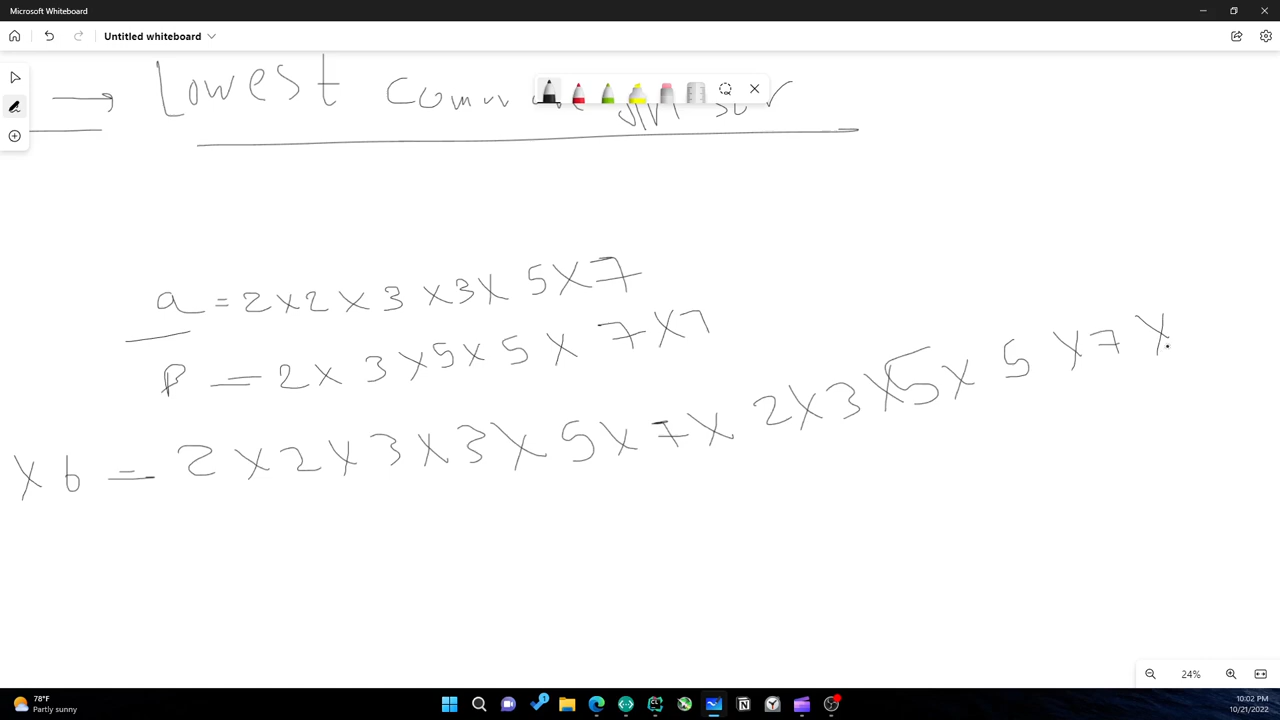 Microsoft Whiteboard
Untitled whiteboard
→ Lowest
a = 2 x 2 x 3 x 3 x 5 x 7
= 2 x 3 x 5 x 5 x 7 x 7
x b = 2 x 2 x 3 x 3 x 5 x 7 x 2 x 3 x 5 x 5 x 7 x
24%
78°F
Partly sunny
10:02 PM
10/21/2022